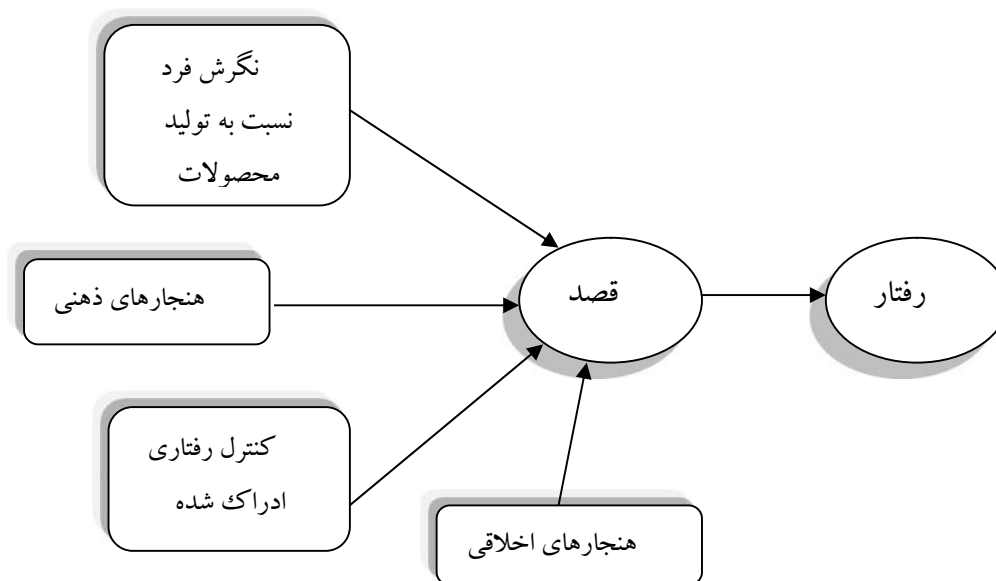 نگرش فرد
نسبت به تولید
محصولات
هنجارهای ذهنی
قصد
رفتار
کنترل رفتاری
ادراک شده
هنجارهای اخلاقی